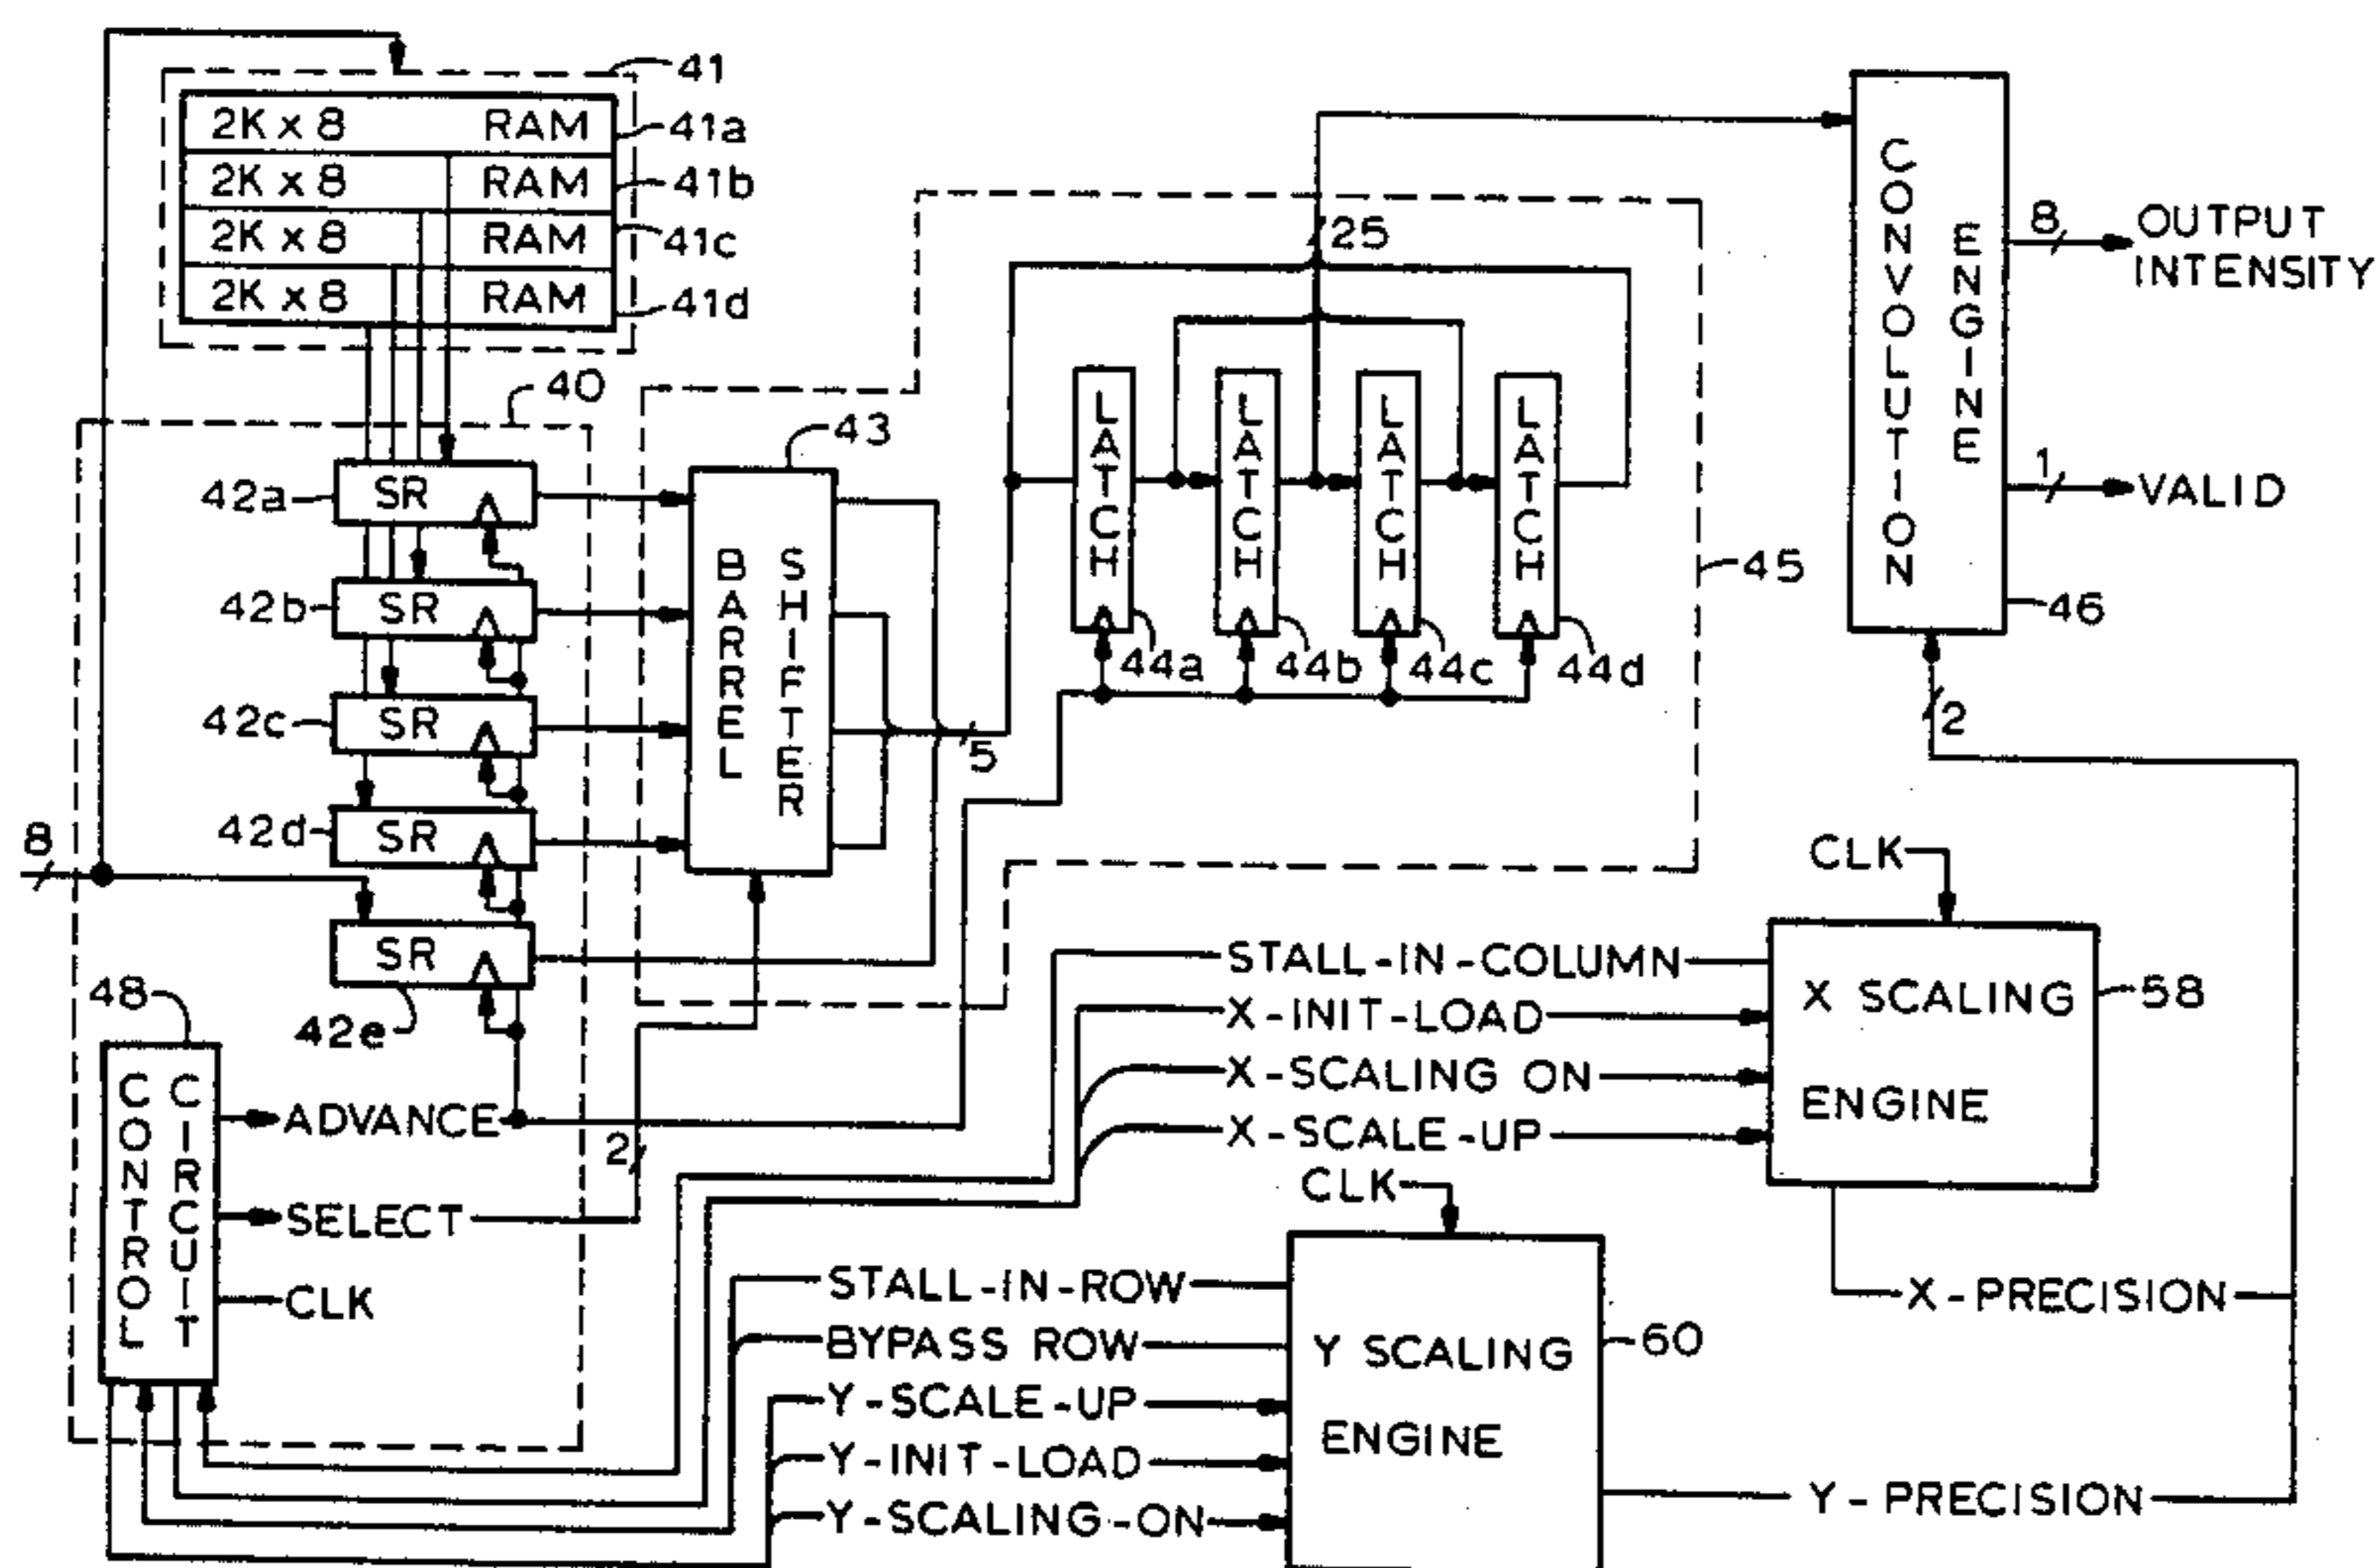 41
2K x 8 RAM 41a
2K x 8 RAM 41b
2K x 8 RAM 41c
2K x 8 RAM 41d
25
CONVOLUTION ENGINE
8 OUTPUT INTENSITY
1 VALID
46
2
40
43
42a SR
42b SR
42c SR
42d SR
42e SR
8
BARREL SHIFTER
5
LATCH 44a
LATCH 44b
LATCH 44c
LATCH 44d
45
48
CONTROL CIRCUIT
ADVANCE
2
SELECT
CLK
CLK
STALL-IN-COLUMN
X-INIT-LOAD
X-SCALING ON
X-SCALE-UP
X SCALING ENGINE
58
X-PRECISION
CLK
STALL-IN-ROW
BYPASS ROW
Y-SCALE-UP
Y-INIT-LOAD
Y-SCALING-ON
Y SCALING ENGINE
60
Y-PRECISION